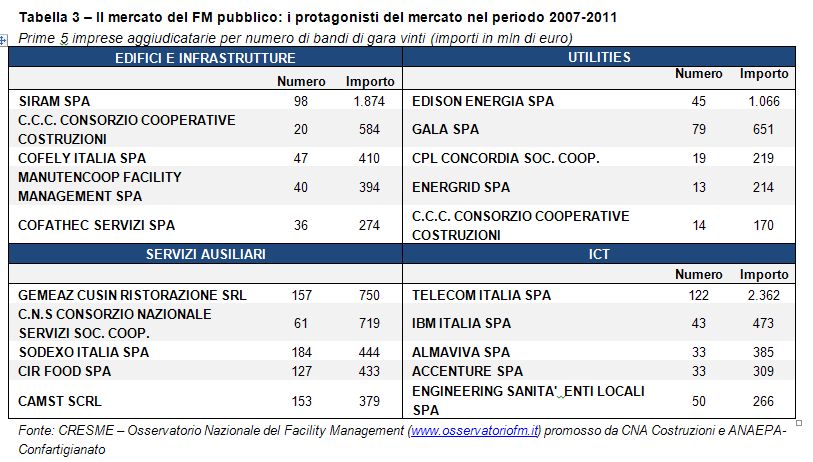 Tabella 3 – Il mercato del FM pubblico: i protagonisti del mercato nel periodo 2007-2011
Prime 5 imprese aggiudicatarie per numero di bandi di gara vinti (importi in mln di euro)
EDIFICI E INFRASTRUTTURE
Numero Importo
SIRAM SPA 98 1.874
C.C.C. CONSORZIO COOPERATIVE
COSTRUZIONI 20 584
COFELY ITALIA SPA 47 410
MANUTENCOOP FACILITY
MANAGEMENT SPA 40 394
COFATHEC SERVIZI SPA 36 274
UTILITIES
Numero Importo
EDISON ENERGIA SPA 45 1.066
GALA SPA 79 651
CPL CONCORDIA SOC. COOP. 19 219
ENERGRID SPA 13 214
C.C.C. CONSORZIO COOPERATIVE
COSTRUZIONI 14 170
SERVIZI AUSILIARI
GEMEAZ CUSIN RISTORAZIONE SRL 157 750
C.N.S CONSORZIO NAZIONALE
SERVIZI SOC. COOP. 61 719
SODEXO ITALIA SPA 184 444
CIR FOOD SPA 127 433
CAMST SCRL 153 379
ICT
Numero Importo
TELECOM ITALIA SPA 122 2.362
IBM ITALIA SPA 43 473
ALMAVIVA SPA 33 385
ACCENTURE SPA 33 309
ENGINEERING SANITA' ENTI LOCALI
SPA 50 266
Fonte: CRESME – Osservatorio Nazionale del Facility Management (www.osservatoriofm.it) promosso da CNA Costruzioni e ANAEPA-
Confartigianato